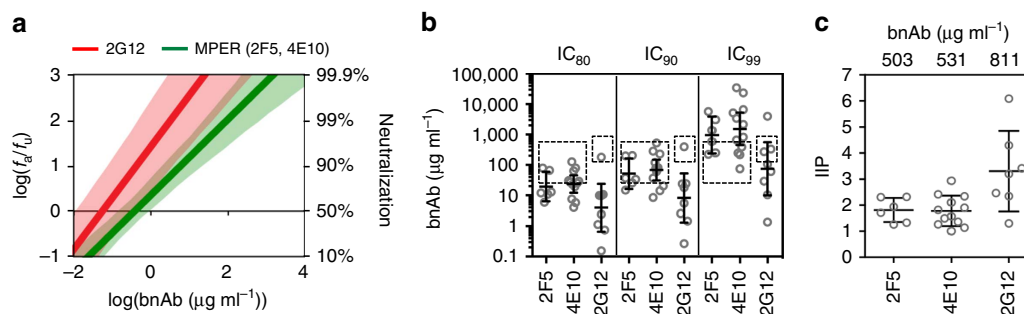 a
2G12 MPER (2F5, 4E10)
3 99.9%
2 99%
1 90%
0 50%
–1 10%
–2 0 2 4
log(fa/fu)
Neutralization
log(bnAb (µg ml−1))
b
IC80 IC90 IC99
100,000
10,000
1,000
100
10
1
0.1
bnAb (µg ml−1)
2F5 4E10 2G12 2F5 4E10 2G12 2F5 4E10 2G12
c
bnAb (µg ml−1)
503 531 811
7
6
5
4
3
2
1
0
IIP
2F5 4E10 2G12